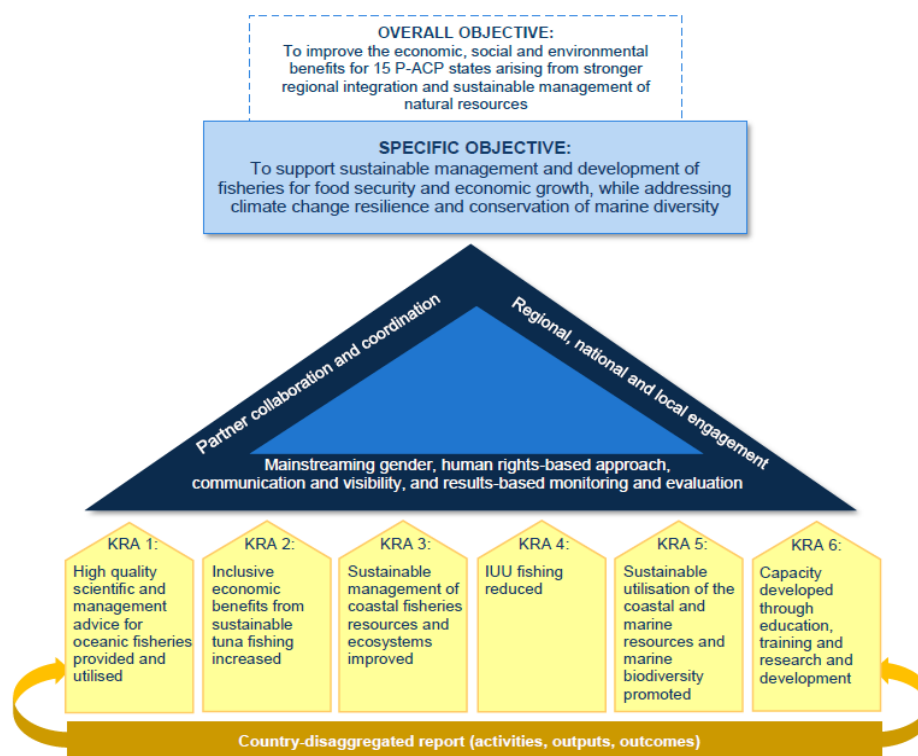 OVERALL OBJECTIVE:
To improve the economic, social and environmental
benefits for 15 P-ACP states arising from stronger
regional integration and sustainable management of
natural resources
SPECIFIC OBJECTIVE:
To support sustainable management and development of
fisheries for food security and economic growth, while addressing
climate change resilience and conservation of marine diversity
Partner collaboration and coordination
Regional, national and local engagement
Mainstreaming gender, human rights-based approach,
communication and visibility, and results-based monitoring and evaluation
KRA 1:
High quality
scientific and
management
advice for
oceanic fisheries
provided and
utilised
KRA 2:
Inclusive
economic
benefits from
sustainable
tuna fishing
increased
KRA 3:
Sustainable
management of
coastal fisheries
resources and
ecosystems
improved
KRA 4:
IUU fishing
reduced
KRA 5:
Sustainable
utilisation of the
coastal and
marine
resources and
marine
biodiversity
promoted
KRA 6:
Capacity
developed
through
education,
training and
research and
development
Country-disaggregated report (activities, outputs, outcomes)